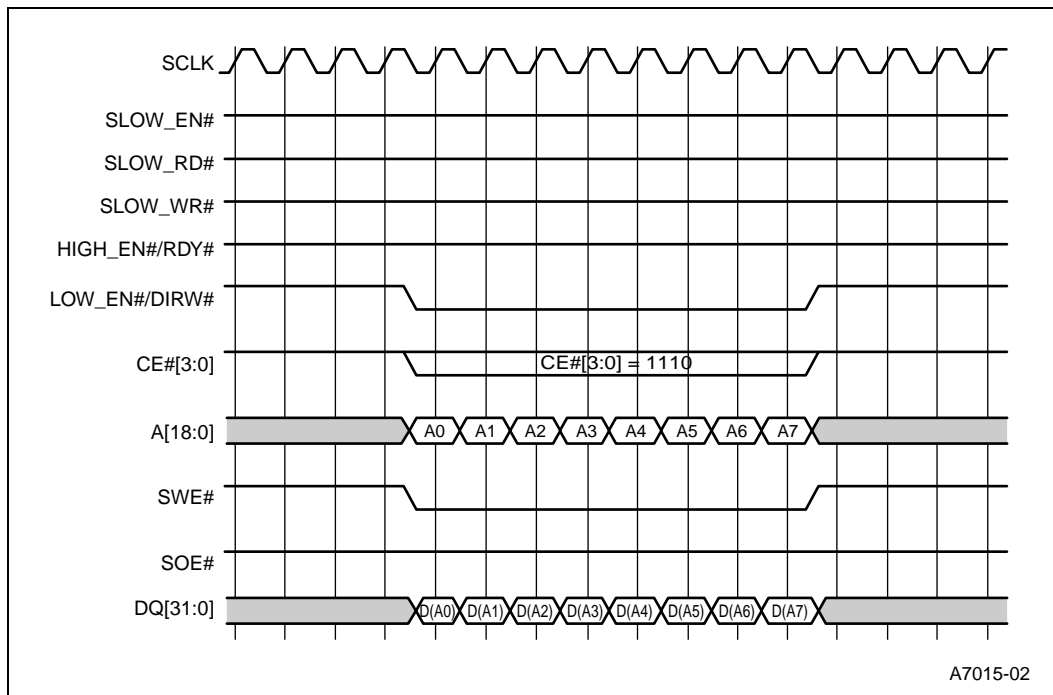 SCLK
SLOW_EN#
SLOW_RD#
SLOW_WR#
HIGH_EN#/RDY#
LOW_EN#/DIRW#
CE#[3:0]
CE#[3:0] = 1110
A[18:0]
A0 A1 A2 A3 A4 A5 A6 A7
SWE#
SOE#
DQ[31:0]
D(A0) D(A1) D(A2) D(A3) D(A4) D(A5) D(A6) D(A7)
A7015-02